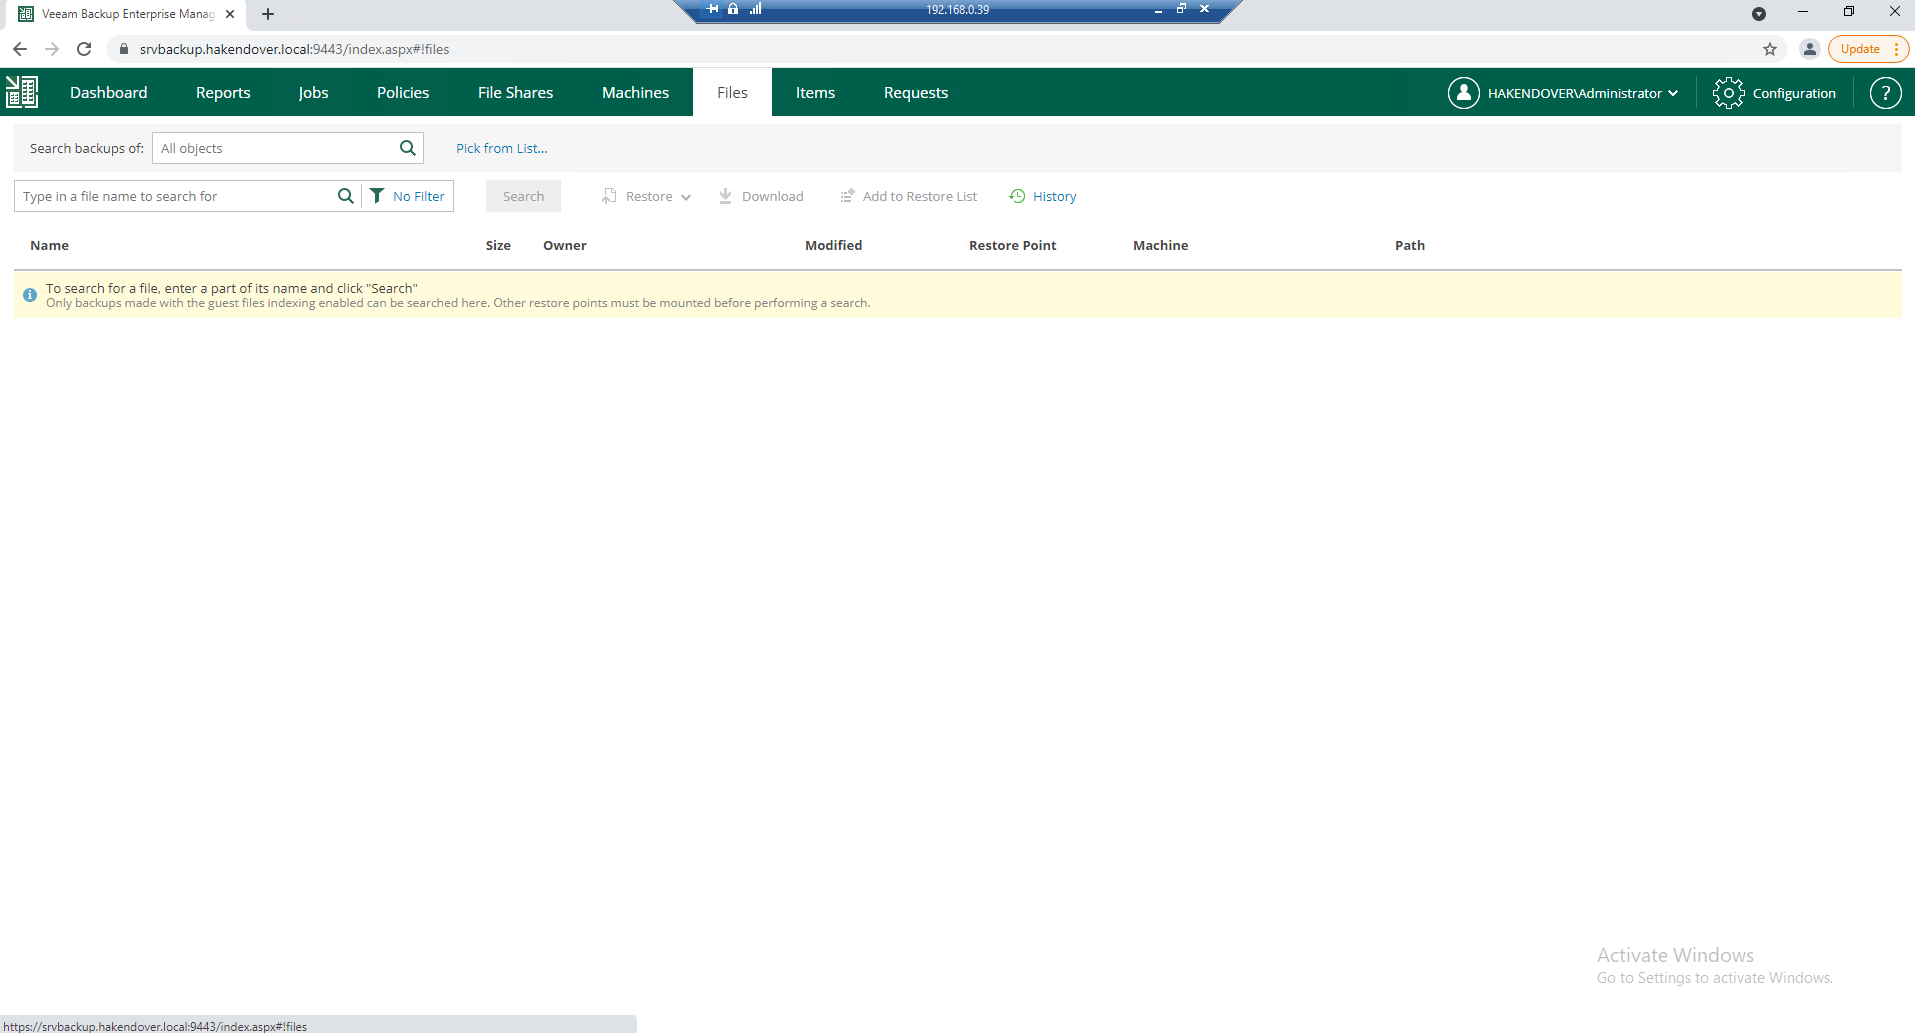 Veeam Backup Enterprise Manag
192.168.0.39
srvbackup.hakendover.local:9443/index.aspx#!files
Update
Dashboard Reports Jobs Policies File Shares Machines Files Items Requests HAKENDOVER\Administrator Configuration ?
Search backups of: All objects Pick from List...
Type in a file name to search for No Filter Search Restore Download Add to Restore List History
Name Size Owner Modified Restore Point Machine Path
To search for a file, enter a part of its name and click "Search"
Only backups made with the guest files indexing enabled can be searched here. Other restore points must be mounted before performing a search.
Activate Windows
Go to Settings to activate Windows.
https://srvbackup.hakendover.local:9443/index.aspx#!files